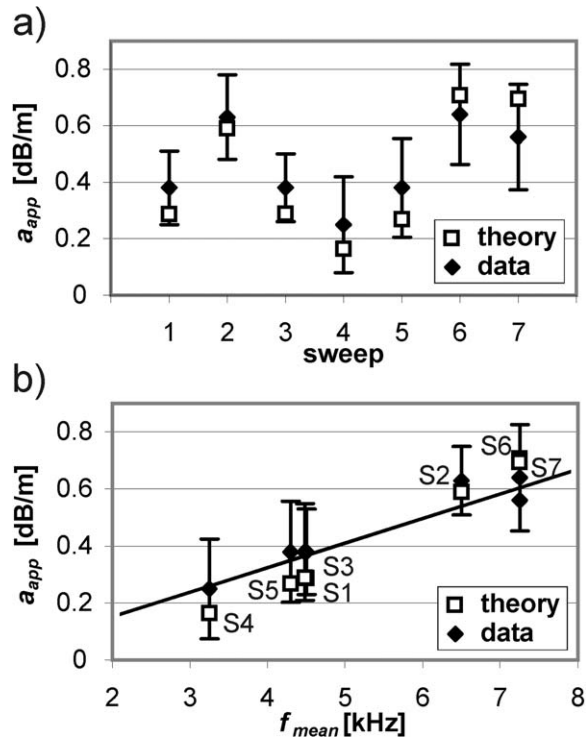 a)
a_app [dB/m]
0.8
0.6
0.4
0.2
0
1 2 3 4 5 6 7
sweep
theory
data
b)
a_app [dB/m]
0.8
0.6
0.4
0.2
0
S4
S5
S3
S1
S2
S6
S7
theory
data
2 3 4 5 6 7 8
f_mean [kHz]